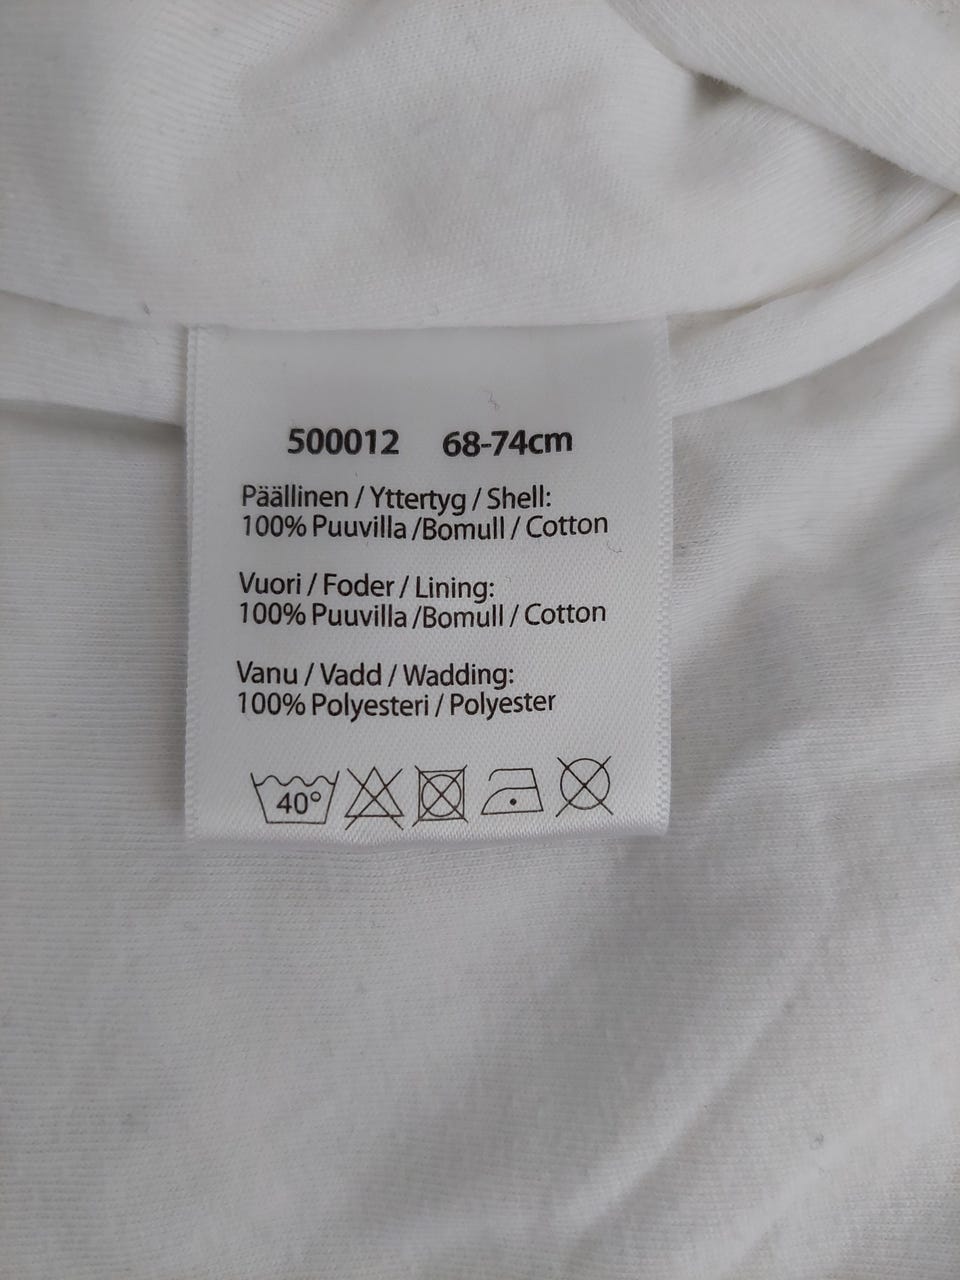 500012 68-74cm
Päällinen / Yttertyg / Shell:
100% Puuvilla /Bomull / Cotton
Vuori / Foder / Lining:
100% Puuvilla /Bomull / Cotton
Vanu / Vadd / Wadding:
100% Polyesteri / Polyester
40°